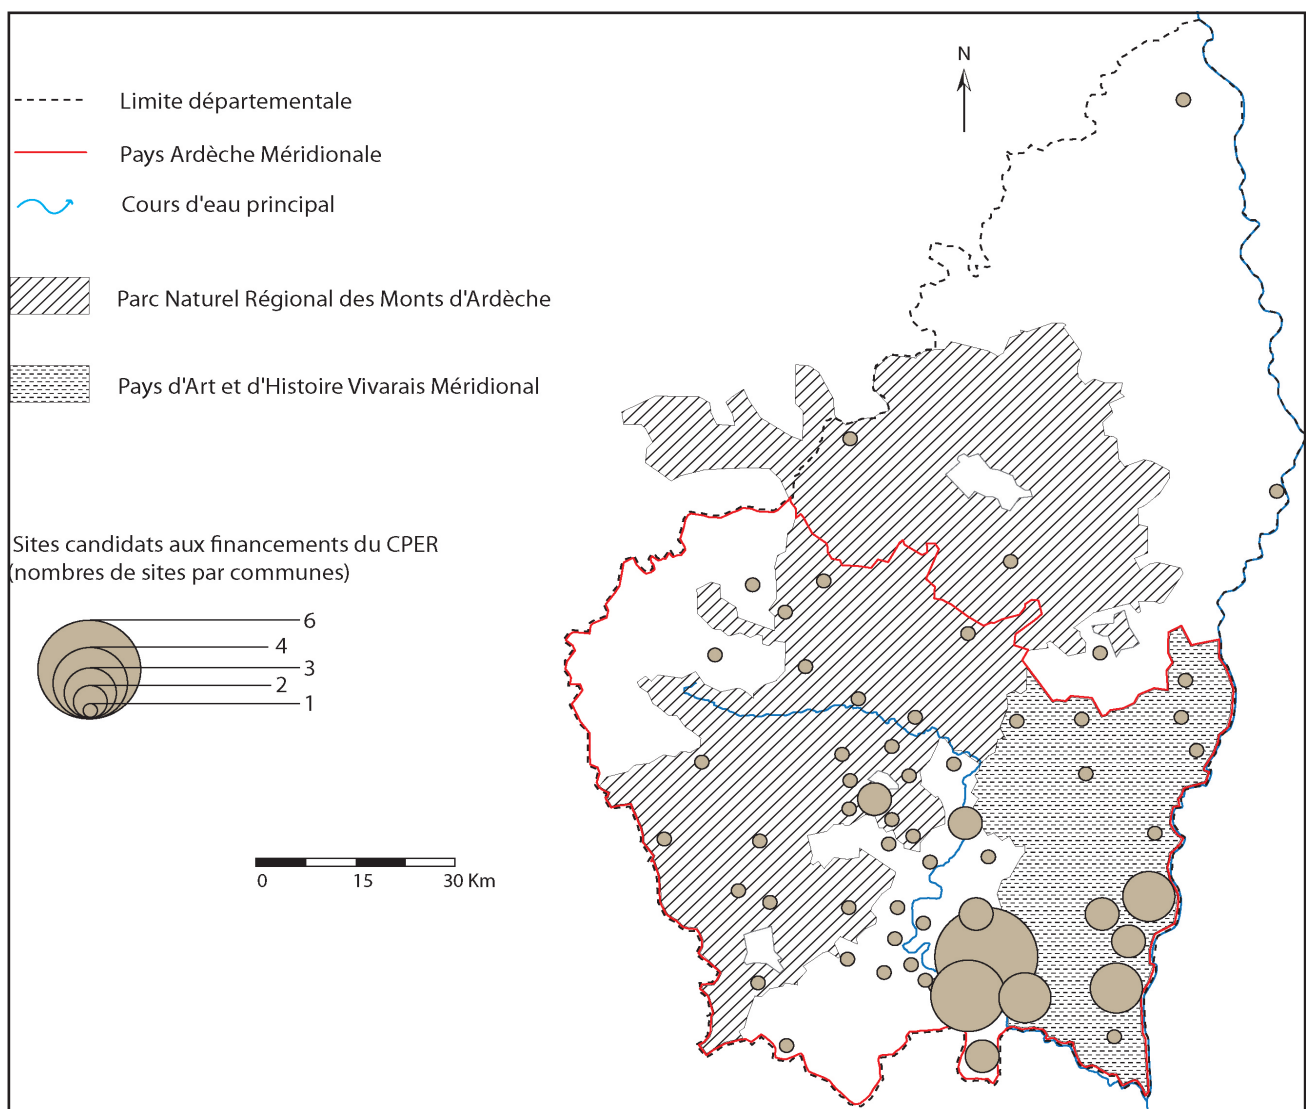 N
Limite départementale
Pays Ardèche Méridionale
Cours d'eau principal
Parc Naturel Régional des Monts d'Ardèche
Pays d'Art et d'Histoire Vivarais Méridional
Sites candidats aux financements du CPER
(nombres de sites par communes)
6
4
3
2
1
0 15 30 Km